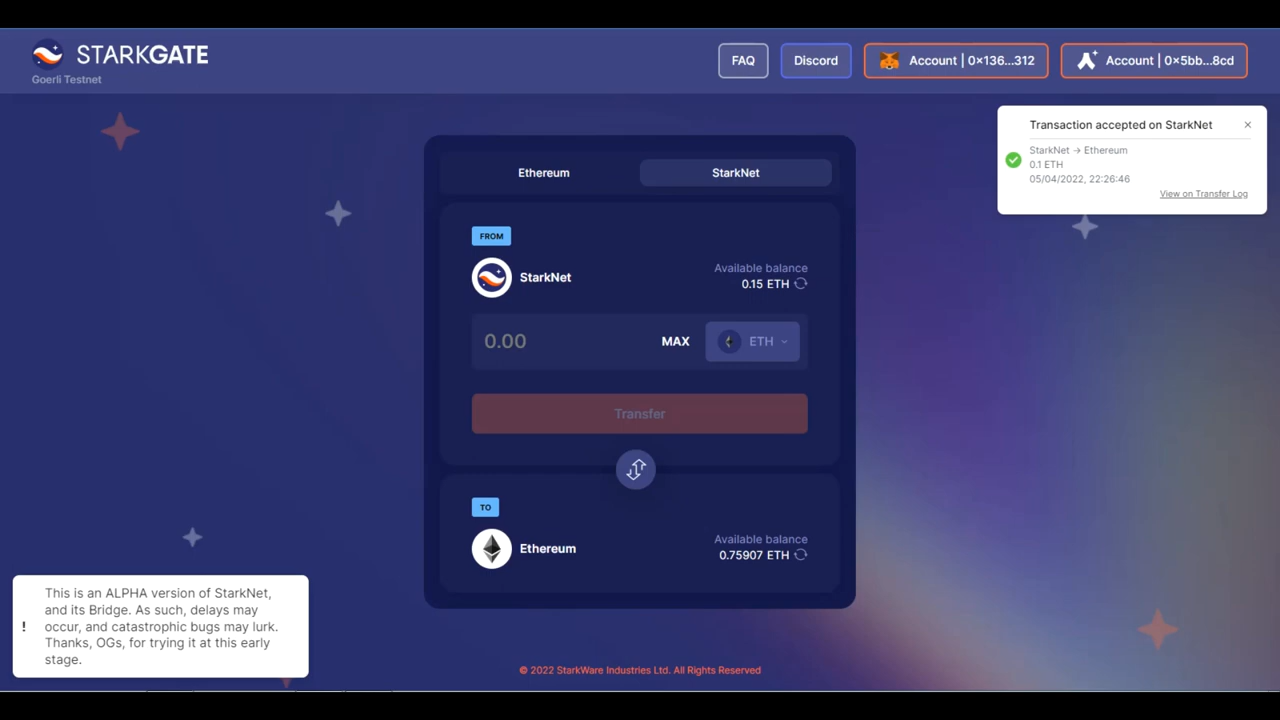 STARKGATE
Goerli Testnet
FAQ
Discord
Account | 0×136...312
Account | 0×5bb...8cd
Transaction accepted on StarkNet
StarkNet → Ethereum
0.1 ETH
05/04/2022, 22:26:46
View on Transfer Log
Ethereum
StarkNet
FROM
StarkNet
Available balance
0.15 ETH
0.00
MAX
ETH
Transfer
TO
Ethereum
Available balance
0.75907 ETH
! This is an ALPHA version of StarkNet,
and its Bridge. As such, delays may
occur, and catastrophic bugs may lurk.
Thanks, OGs, for trying it at this early
stage.
© 2022 StarkWare Industries Ltd. All Rights Reserved